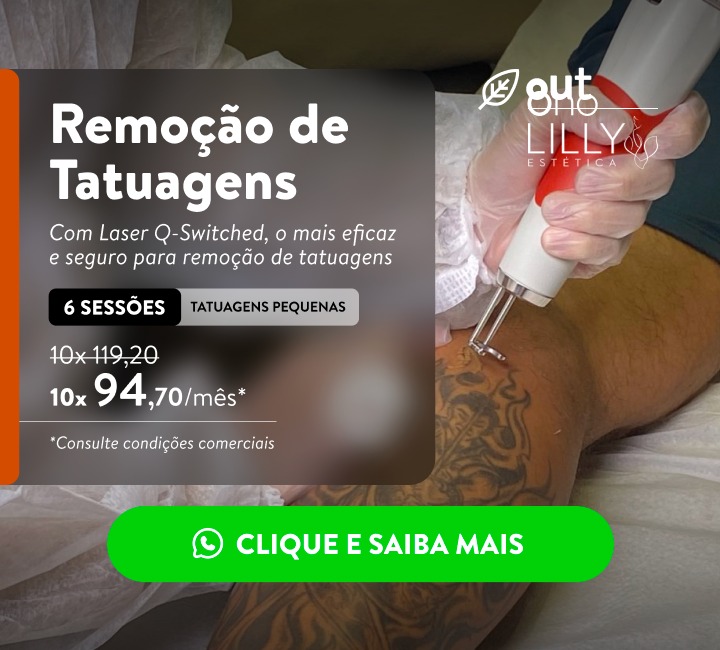 out
ono
LILLY
ESTÉTICA
Remoção de
Tatuagens
Com Laser Q-Switched, o mais eficaz
e seguro para remoção de tatuagens
6 SESSÕES TATUAGENS PEQUENAS
10x 119,20
10x 94,70/mês*
*Consulte condições comerciais
CLIQUE E SAIBA MAIS